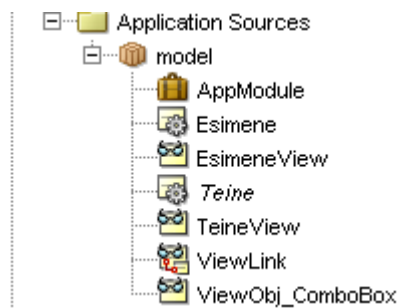 Application Sources
model
AppModule
Esimene
EsimeneView
Teine
TeineView
ViewLink
ViewObj_ComboBox